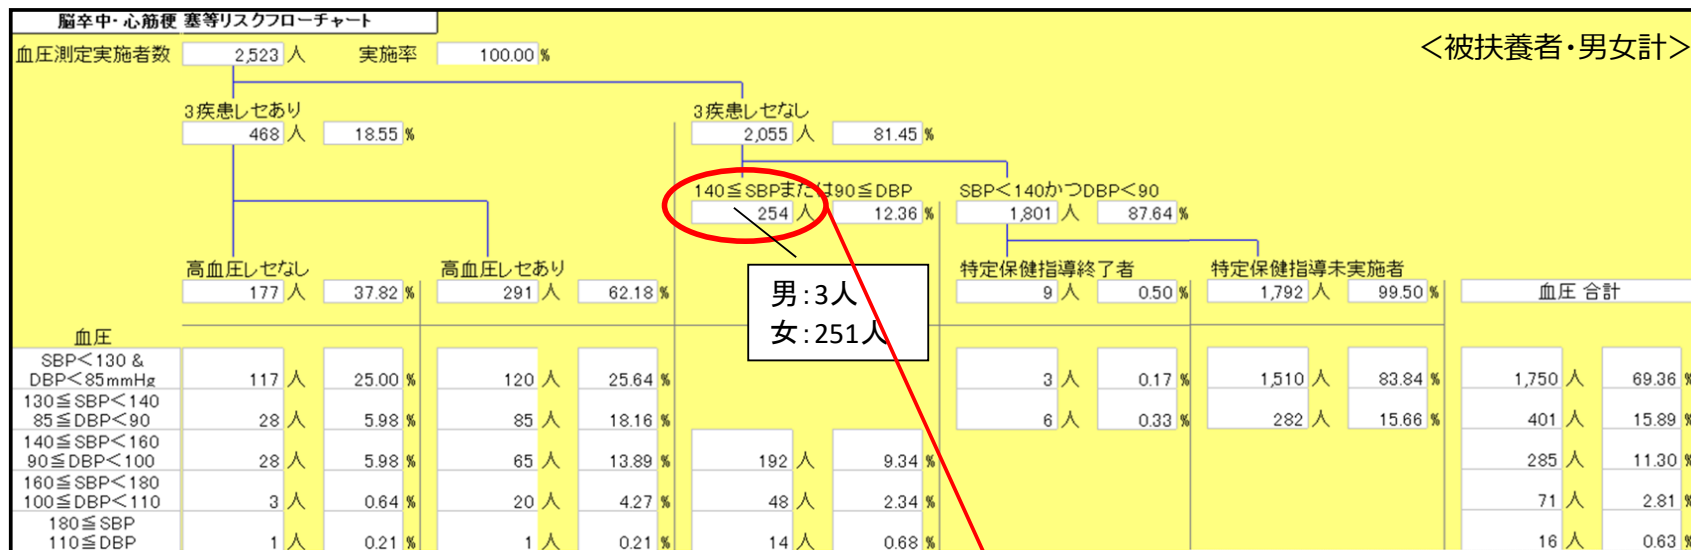 脳卒中・心筋便 塞等リスクフローチャート
<被扶養者・男女計>
血圧測定実施者数 2,523 人 実施率 100.00 %
3疾患レセあり 3疾患レセなし
468 人 18.55 % 2,055 人 81.45 %
140≦SBPまたは90≦DBP SBP<140かつDBP<90
254 人 12.36 % 1,801 人 87.64 %
高血圧レセなし 高血圧レセあり 特定保健指導終了者 特定保健指導未実施者
177 人 37.82 % 291 人 62.18 % 9 人 0.50 % 1,792 人 99.50 % 血圧 合計
男:3人
女:251人
血圧
SBP<130 &
DBP<85mmHg 117 人 25.00 % 120 人 25.64 % 3 人 0.17 % 1,510 人 83.84 % 1,750 人 69.36 %
130≦SBP<140
85≦DBP<90 28 人 5.98 % 85 人 18.16 % 6 人 0.33 % 282 人 15.66 % 401 人 15.89 %
140≦SBP<160
90≦DBP<100 28 人 5.98 % 65 人 13.89 % 192 人 9.34 % 285 人 11.30 %
160≦SBP<180
100≦DBP<110 3 人 0.64 % 20 人 4.27 % 48 人 2.34 % 71 人 2.81 %
180≦SBP
110≦DBP 1 人 0.21 % 1 人 0.21 % 14 人 0.68 % 16 人 0.63 %